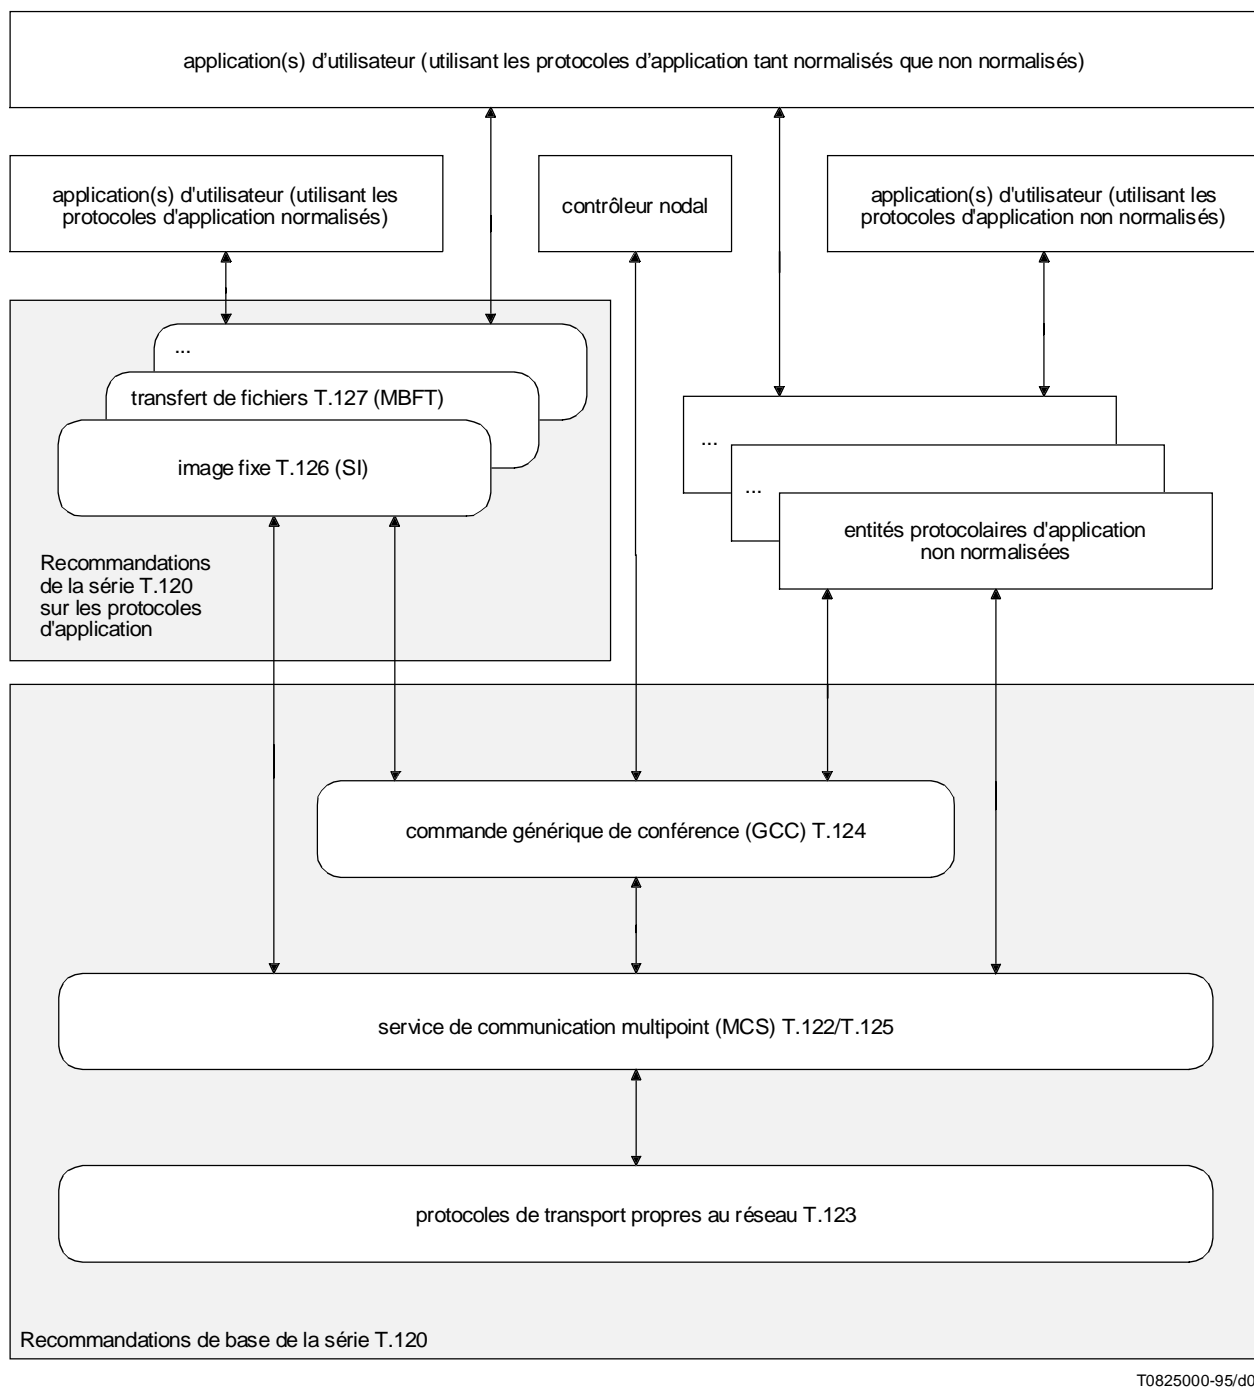 application(s) d'utilisateur (utilisant les protocoles d'application tant normalisés que non normalisés)
application(s) d'utilisateur (utilisant les
protocoles d'application normalisés)
contrôleur nodal
application(s) d'utilisateur (utilisant les
protocoles d'application non normalisés)
...
transfert de fichiers T.127 (MBFT)
image fixe T.126 (SI)
...
...
entités protocolaires d'application
non normalisées
Recommandations
de la série T.120
sur les protocoles
d'application
commande générique de conférence (GCC) T.124
service de communication multipoint (MCS) T.122/T.125
protocoles de transport propres au réseau T.123
Recommandations de base de la série T.120
T0825000-95/d0